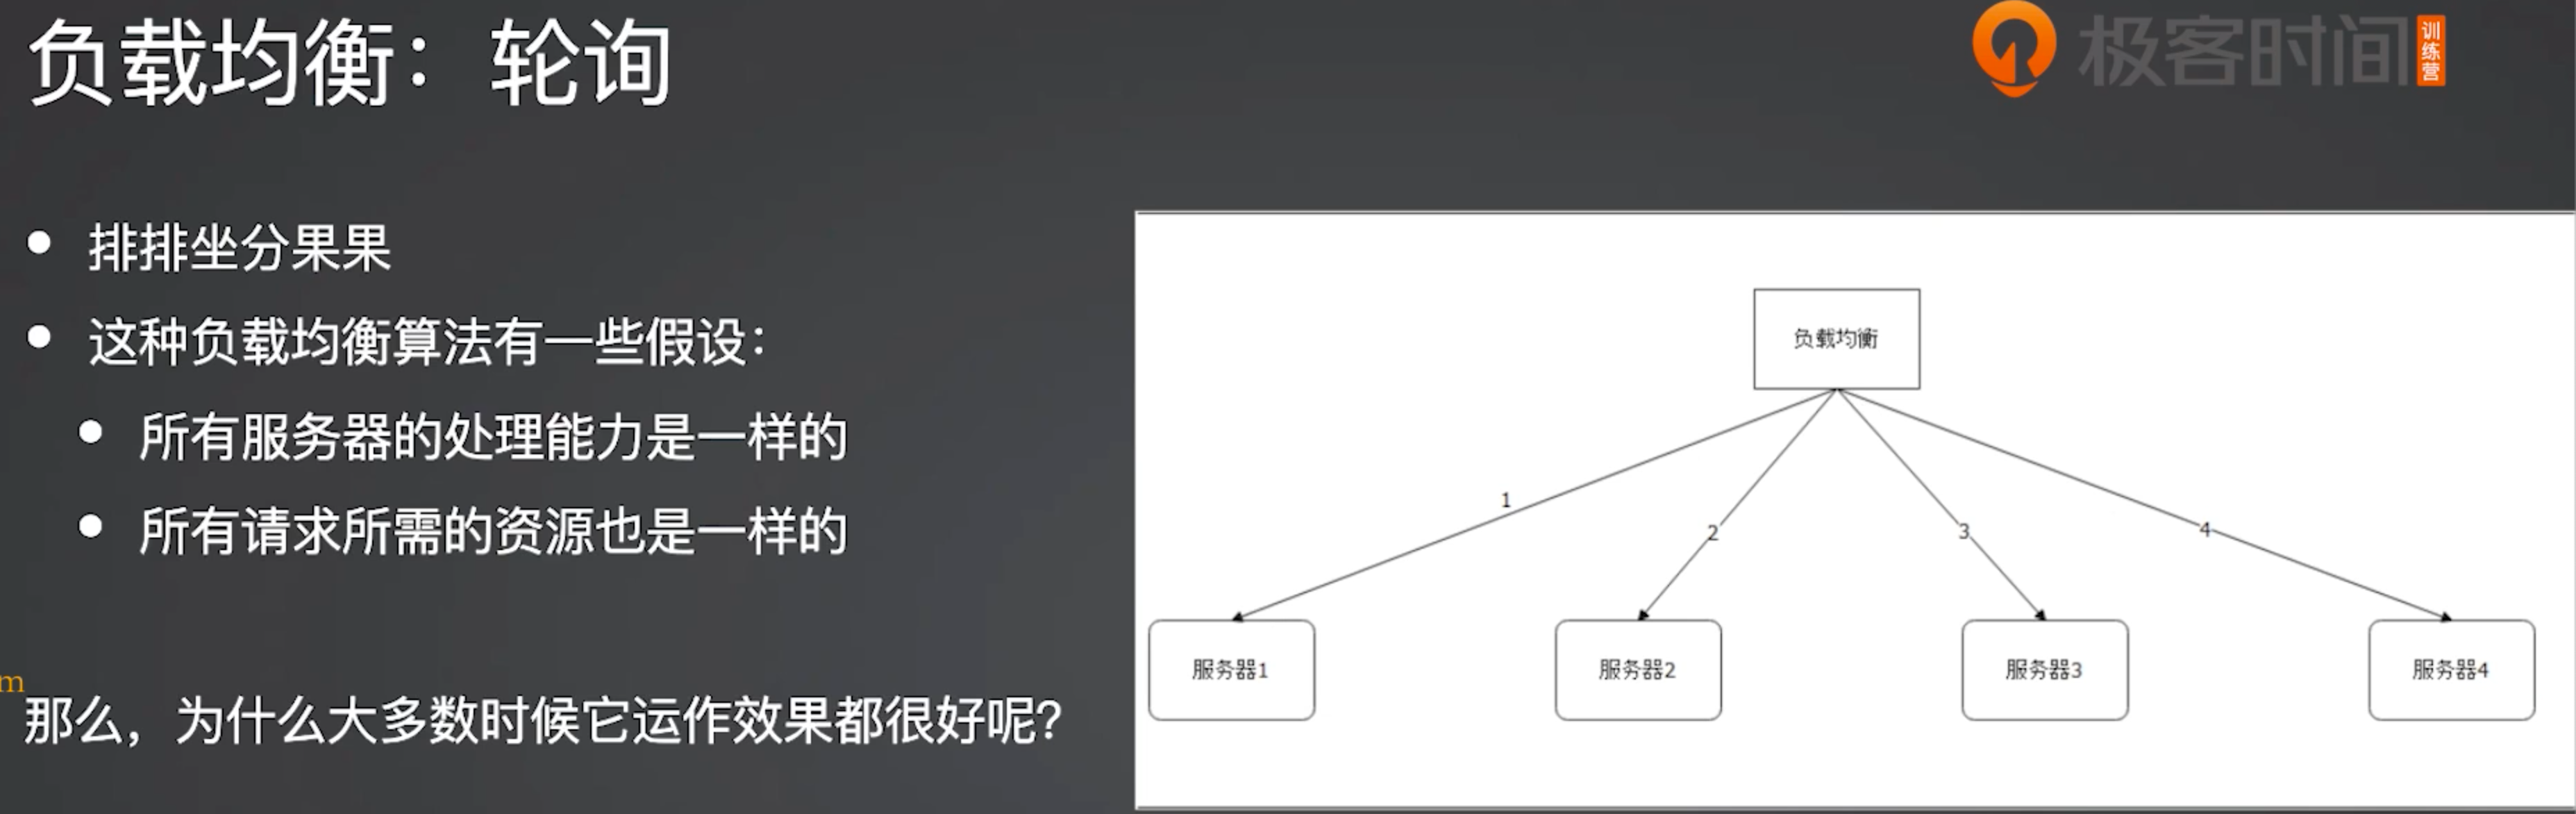 负载均衡：轮询
极客时间
训练营
排排坐分果果
这种负载均衡算法有一些假设：
所有服务器的处理能力是一样的
所有请求所需的资源也是一样的
m
那么，为什么大多数时候它运作效果都很好呢？
负载均衡
1
2
3
4
服务器1
服务器2
服务器3
服务器4